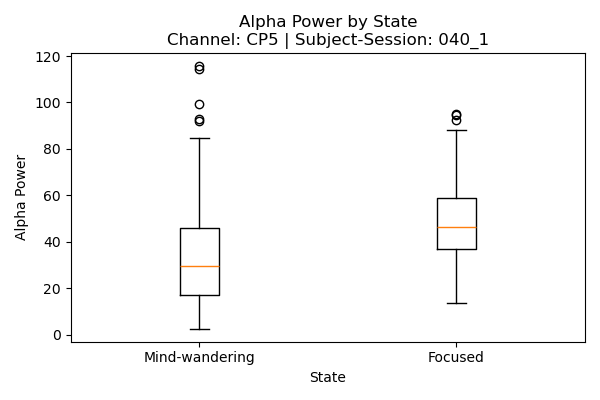 Alpha Power by State
Channel: CP5 | Subject-Session: 040_1
120
100
80
60
40
20
0
Alpha Power
Mind-wandering
Focused
State